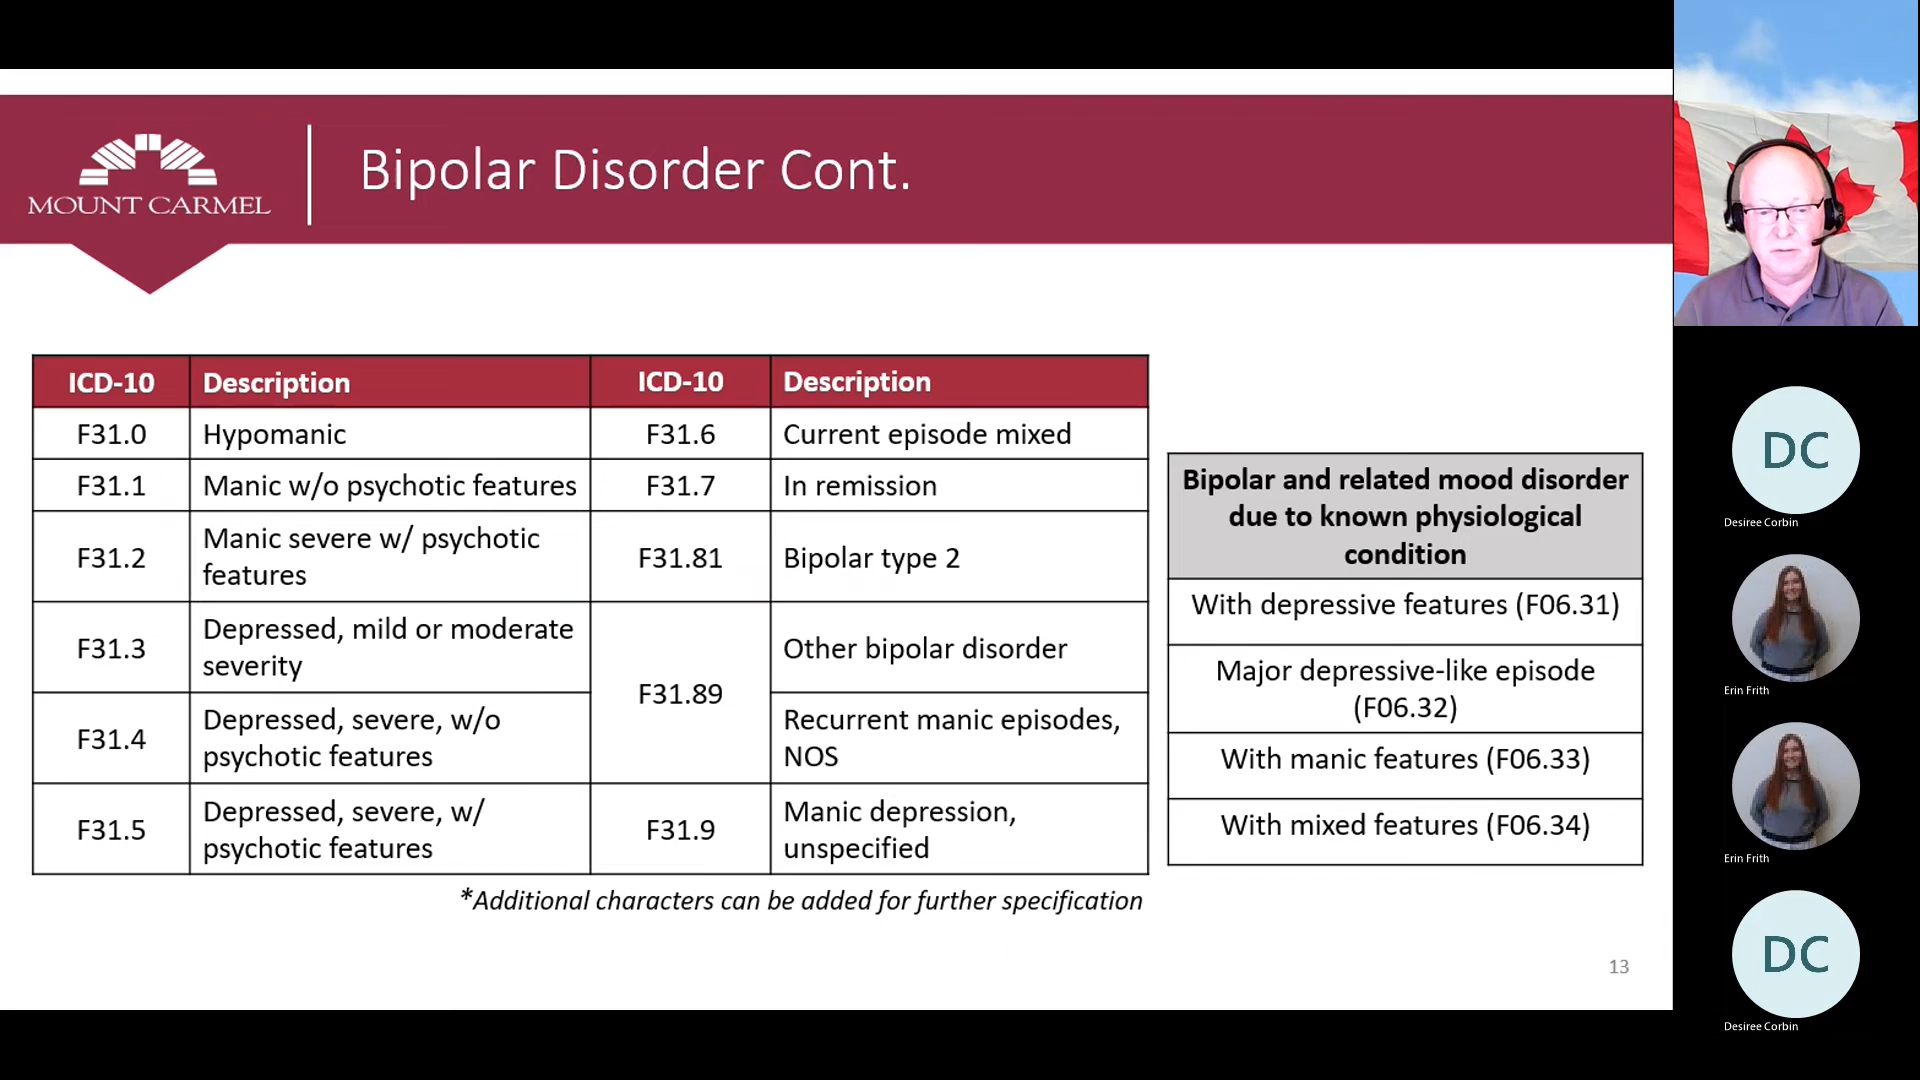 MOUNT CARMEL
Bipolar Disorder Cont.
ICD-10 Description ICD-10 Description
F31.0 Hypomanic F31.6 Current episode mixed
F31.1 Manic w/o psychotic features F31.7 In remission
F31.2 Manic severe w/ psychotic
features F31.81 Bipolar type 2
F31.3 Depressed, mild or moderate
severity F31.89 Other bipolar disorder
F31.4 Depressed, severe, w/o
psychotic features Recurrent manic episodes,
NOS
F31.5 Depressed, severe, w/
psychotic features F31.9 Manic depression,
unspecified
*Additional characters can be added for further specification
Bipolar and related mood disorder
due to known physiological
condition
With depressive features (F06.31)
Major depressive-like episode
(F06.32)
With manic features (F06.33)
With mixed features (F06.34)
13
DC
Desiree Corbin
Erin Frith
Erin Frith
DC
Desiree Corbin